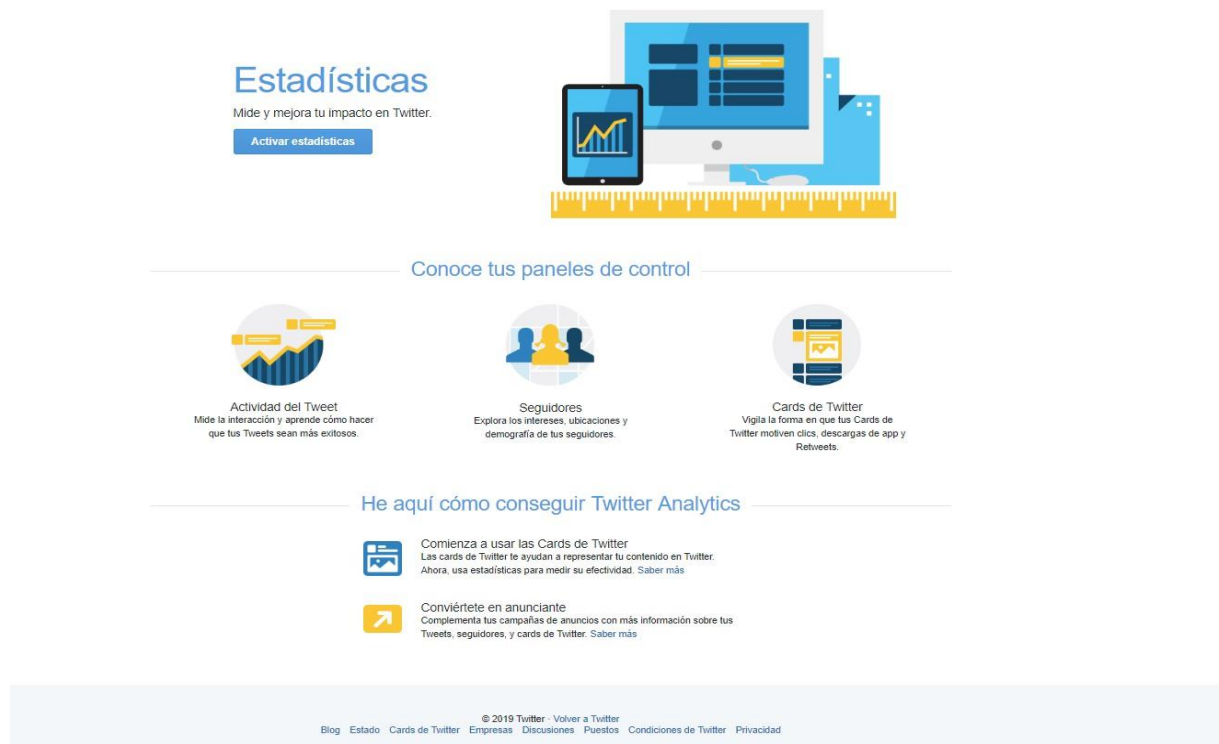 Estadísticas
Mide y mejora tu impacto en Twitter.
Activar estadísticas
Conoce tus paneles de control
Actividad del Tweet
Mide la interacción y aprende cómo hacer
que tus Tweets sean más exitosos.
Seguidores
Explora los intereses, ubicaciones y
demografía de tus seguidores.
Cards de Twitter
Vigila la forma en que tus Cards de
Twitter motiven clics, descargas de app y
Retweets.
He aquí cómo conseguir Twitter Analytics
Comienza a usar las Cards de Twitter
Las cards de Twitter te ayudan a representar tu contenido en Twitter.
Ahora, usa estadísticas para medir su efectividad. Saber más
Conviértete en anunciante
Complementa tus campañas de anuncios con más información sobre tus
Tweets, seguidores, y cards de Twitter. Saber más
© 2019 Twitter · Volver a Twitter
Blog Estado Cards de Twitter Empresas Discusiones Puestos Condiciones de Twitter Privacidad